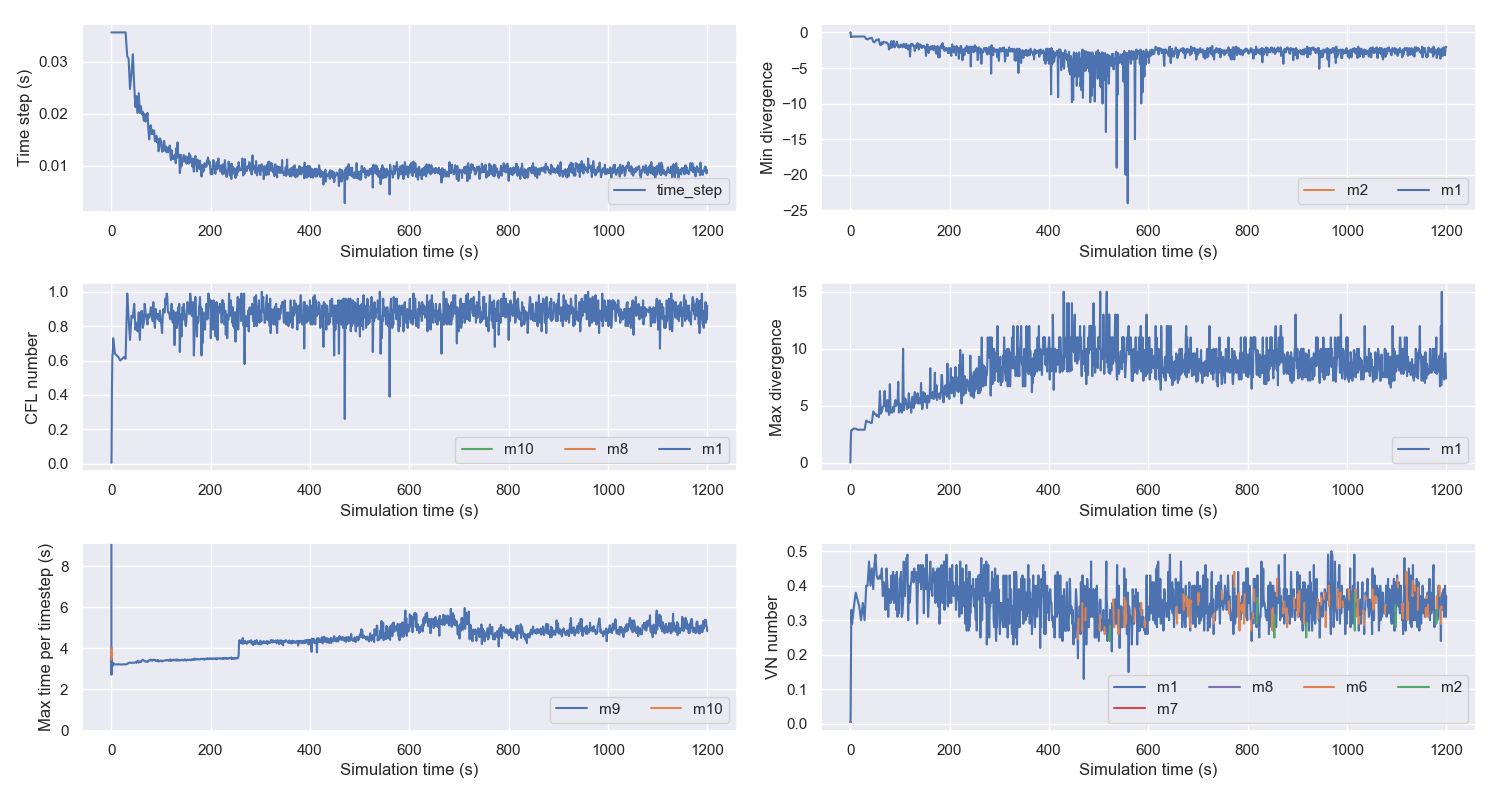 0.03
0.02
0.01
Time step (s)
time_step
0 200 400 600 800 1000 1200
Simulation time (s)
0
−5
−10
−15
−20
−25
Min divergence
m2 m1
0 200 400 600 800 1000 1200
Simulation time (s)
1.0
0.8
0.6
0.4
0.2
0.0
CFL number
m10 m8 m1
0 200 400 600 800 1000 1200
Simulation time (s)
15
10
5
0
Max divergence
m1
0 200 400 600 800 1000 1200
Simulation time (s)
8
6
4
2
0
Max time per timestep (s)
m9 m10
0 200 400 600 800 1000 1200
Simulation time (s)
0.5
0.4
0.3
0.2
0.1
0.0
VN number
m1 m8 m6 m2
m7
0 200 400 600 800 1000 1200
Simulation time (s)